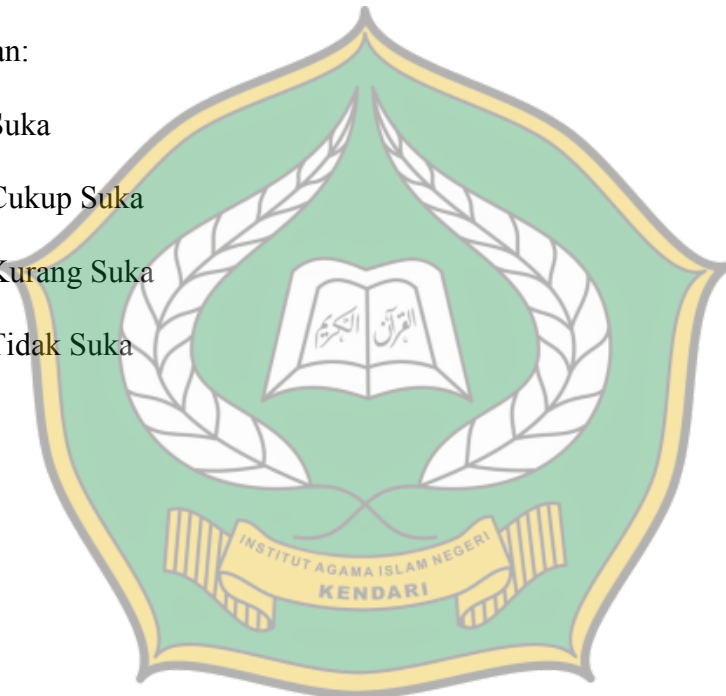 an:
Suka
Cukup Suka
Kurang Suka
Tidak Suka
القرآن الكريم
INSTITUT AGAMA ISLAM NEGERI
KENDARI